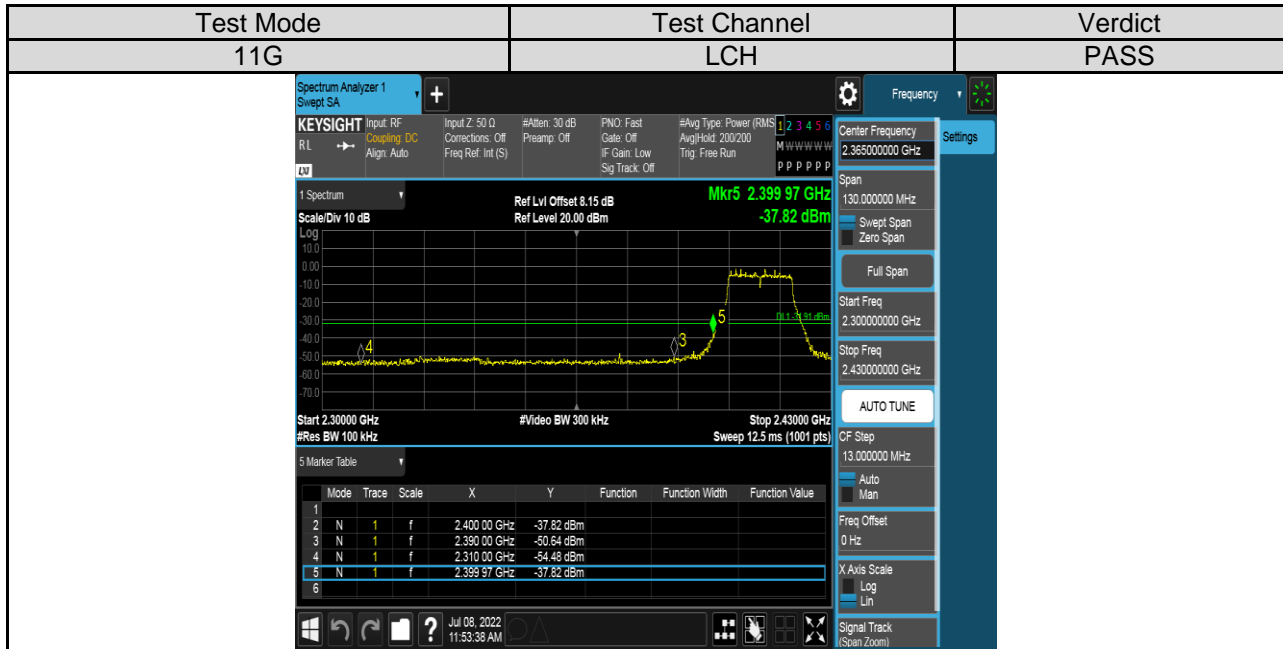 Test Mode Test Channel Verdict
11G LCH PASS
Spectrum Analyzer 1
Swept SA
+
Frequency
KEYSIGHT Input: RF Input Z: 50 Ω #Atten: 30 dB PNO: Fast #Avg Type: Power (RMS 1 2 3 4 5 6
RL Coupling: DC Corrections: Off Preamp: Off Gate: Off Avg|Hold: 200/200 M W W W W W
Align: Auto Freq Ref: Int (S) IF Gain: Low Trig: Free Run
LXI Sig Track: Off P P P P P P
1 Spectrum
Ref Lvl Offset 8.15 dB
Mkr5 2.399 97 GHz
Scale/Div 10 dB Ref Level 20.00 dBm -37.82 dBm
Log
10.0
0.00
-10.0
-20.0
-30.0
-40.0
-50.0
-60.0
-70.0
5
3
4
Start 2.30000 GHz #Video BW 300 kHz Stop 2.43000 GHz
#Res BW 100 kHz Sweep 12.5 ms (1001 pts)
5 Marker Table
Mode Trace Scale X Y Function Function Width Function Value
1
2 N 1 f 2.400 00 GHz -37.82 dBm
3 N 1 f 2.390 00 GHz -50.64 dBm
4 N 1 f 2.310 00 GHz -54.48 dBm
5 N 1 f 2.399 97 GHz -37.82 dBm
6
Center Frequency
2.365000000 GHz
Settings
Span
130.000000 MHz
Swept Span
Zero Span
Full Span
Start Freq
2.300000000 GHz
Stop Freq
2.430000000 GHz
AUTO TUNE
CF Step
13.000000 MHz
Auto
Man
Freq Offset
0 Hz
X Axis Scale
Log
Lin
Signal Track
(Span Zoom)
?
Jul 08, 2022
11:53:38 AM